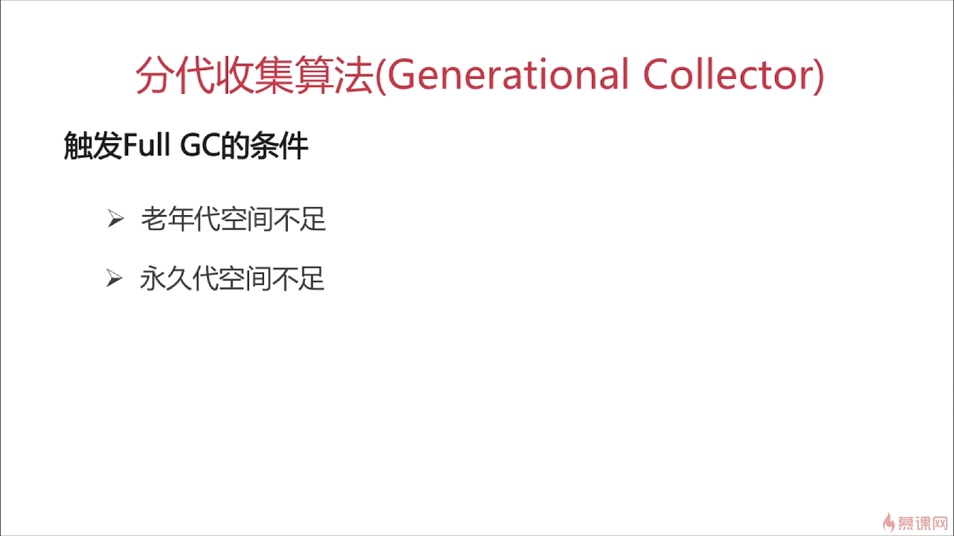 分代收集算法(Generational Collector)
触发Full GC的条件
老年代空间不足
永久代空间不足
慕课网